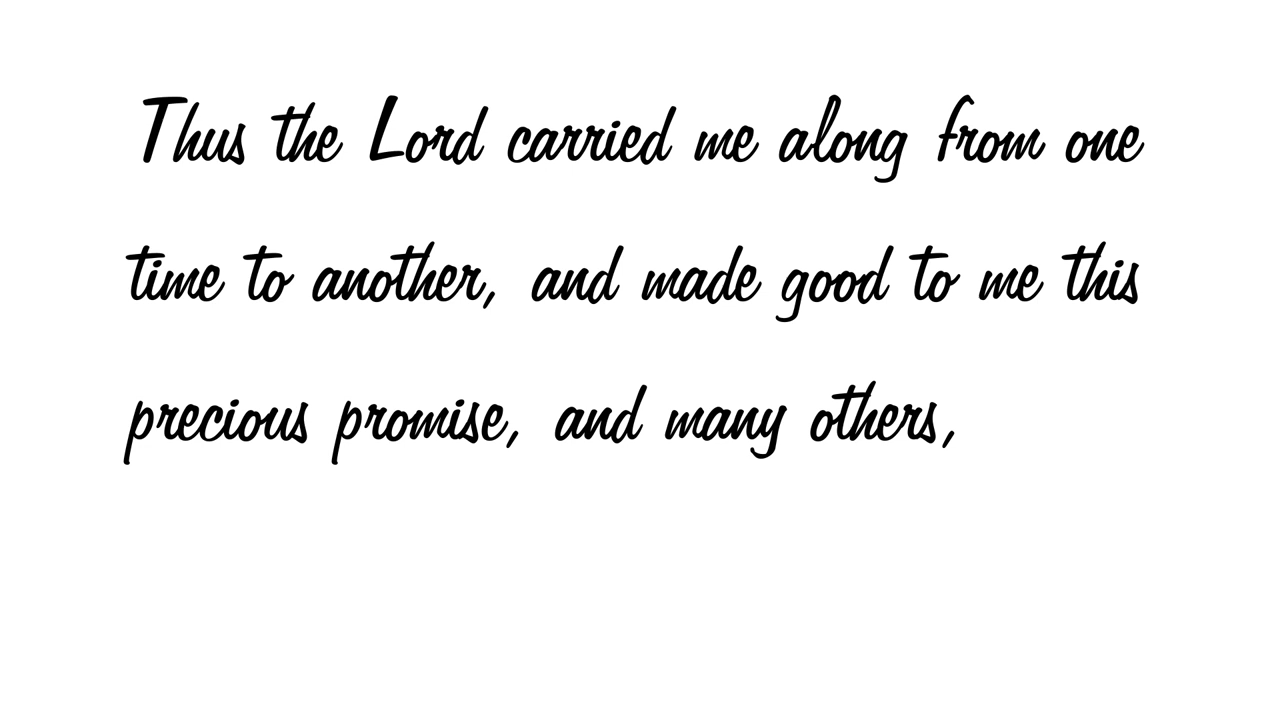 Thus the Lord carried me along from one
time to another, and made good to me this
precious promise, and many others,